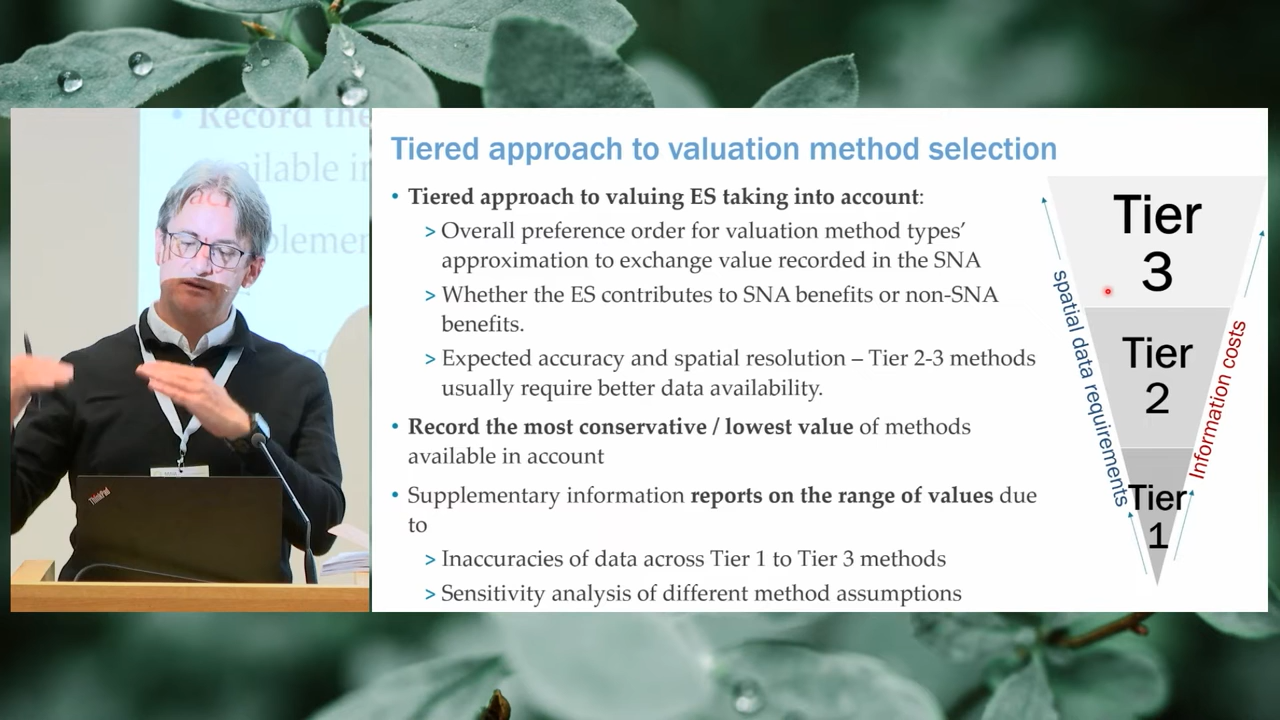 Record the
ailable in
plemen
Tiered approach to valuation method selection
• Tiered approach to valuing ES taking into account:
> Overall preference order for valuation method types’
approximation to exchange value recorded in the SNA
> Whether the ES contributes to SNA benefits or non-SNA
benefits.
> Expected accuracy and spatial resolution – Tier 2-3 methods
usually require better data availability.
• Record the most conservative / lowest value of methods
available in account
• Supplementary information reports on the range of values due
to
> Inaccuracies of data across Tier 1 to Tier 3 methods
> Sensitivity analysis of different method assumptions
Tier
3
Tier
2
Tier
1
spatial data requirements
Information costs
ThinkPad